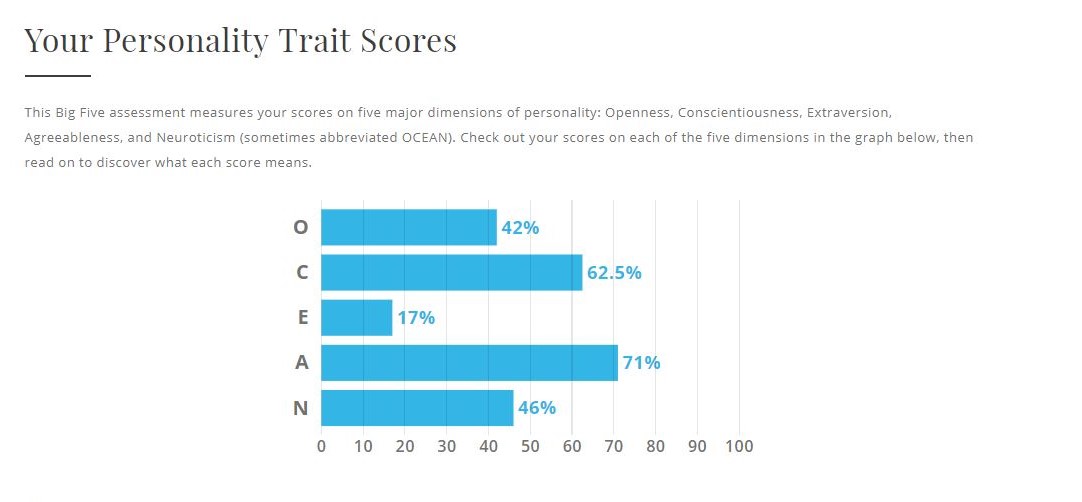 Your Personality Trait Scores
This Big Five assessment measures your scores on five major dimensions of personality: Openness, Conscientiousness, Extraversion,
Agreeableness, and Neuroticism (sometimes abbreviated OCEAN). Check out your scores on each of the five dimensions in the graph below, then
read on to discover what each score means.
O 42%
C 62.5%
E 17%
A 71%
N 46%
0 10 20 30 40 50 60 70 80 90 100